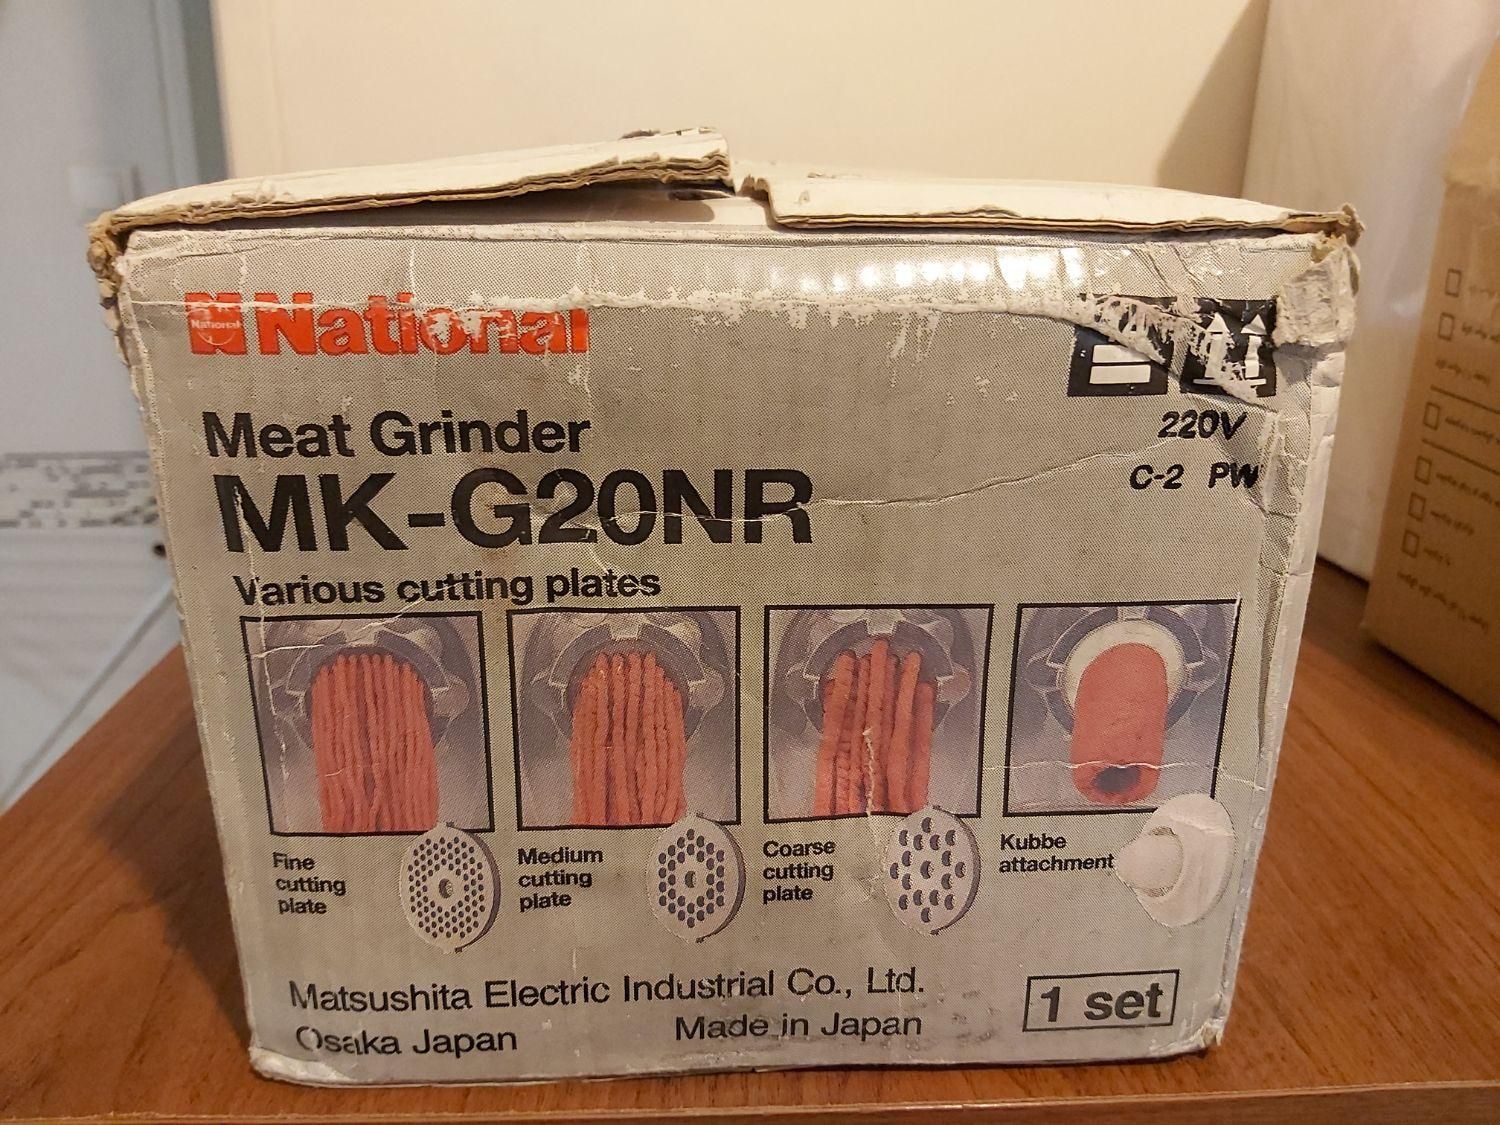 National
National
Meat Grinder
220V
MK-G20NR
C-2 PW
Various cutting plates
Fine
cutting
plate
Medium
cutting
plate
Coarse
cutting
plate
Kubbe
attachment
Matsushita Electric Industrial Co., Ltd.
Osaka Japan
Made in Japan
1 set